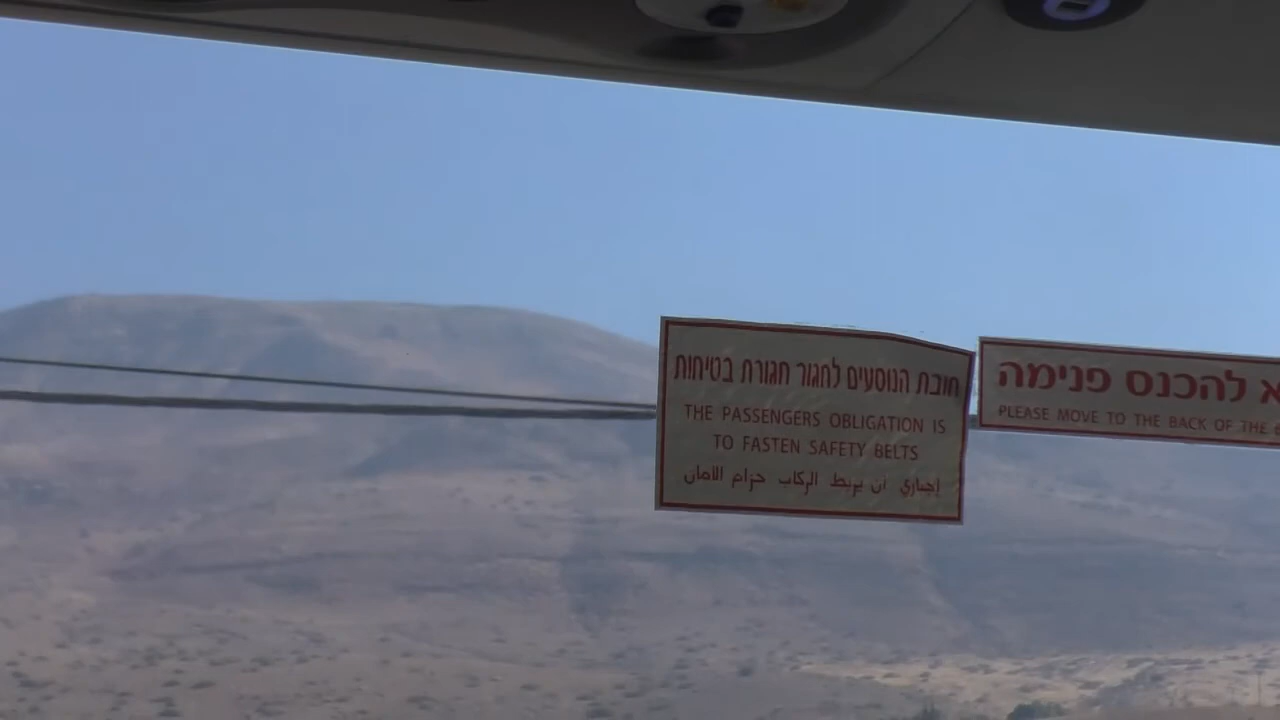 חובת הנוסעים לחגור חגורת בטיחות
THE PASSENGERS OBLIGATION IS
TO FASTEN SAFETY BELTS
إجباري أن يربط الركاب حزام الأمان
להכנס פנימה
PLEASE MOVE TO THE BACK OF THE